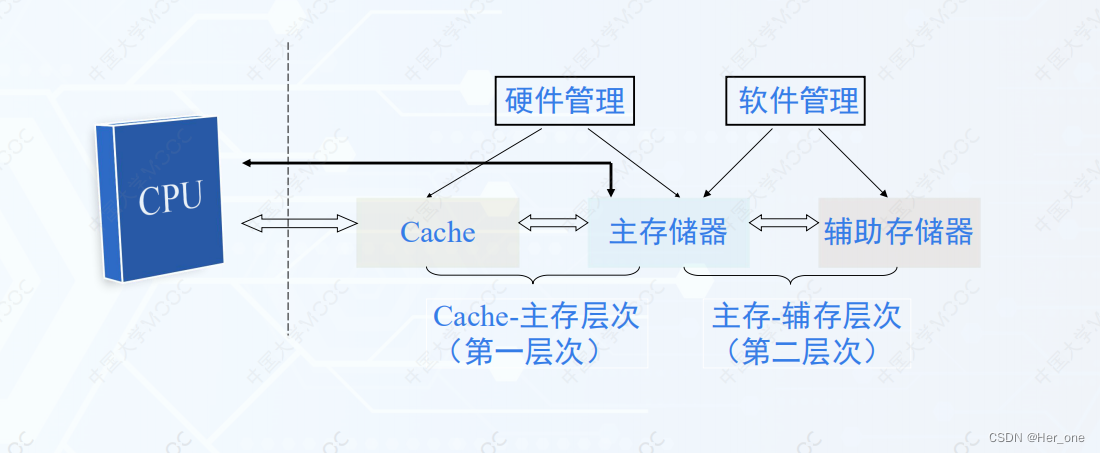 硬件管理
软件管理
CPU
Cache
主存储器
辅助存储器
Cache-主存层次
（第一层次）
主存-辅存层次
（第二层次）
中国大学MOOC
CSDN @Her_one